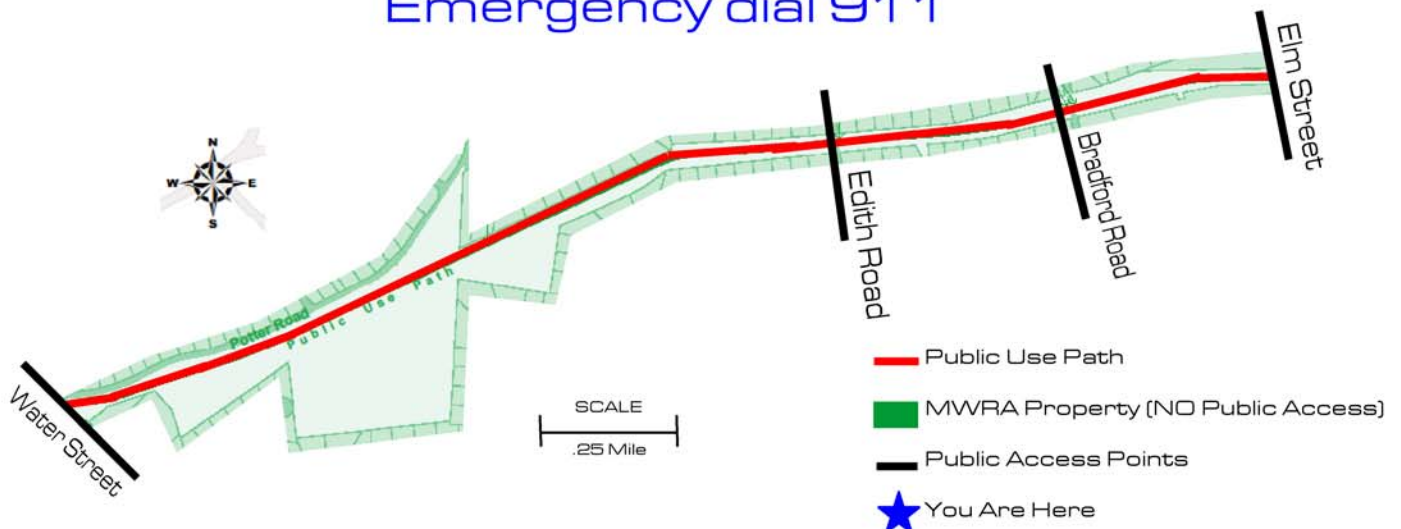 Emergency dial 911
Elm Street
N
W E
S
Bradford Road
Edith Road
Potter Road
Public Use Path
Water Street
SCALE
.25 Mile
Public Use Path
MWRA Property (NO Public Access)
Public Access Points
You Are Here